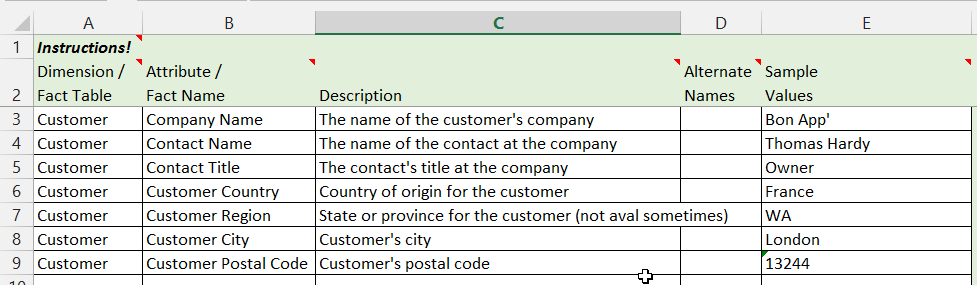 A B C D E
1 Instructions!
Dimension / Attribute / Alternate Sample
2 Fact Table Fact Name Description Names Values
3 Customer Company Name The name of the customer's company Bon App'
4 Customer Contact Name The name of the contact at the company Thomas Hardy
5 Customer Contact Title The contact's title at the company Owner
6 Customer Customer Country Country of origin for the customer France
7 Customer Customer Region State or province for the customer (not aval sometimes) WA
8 Customer Customer City Customer's city London
9 Customer Customer Postal Code Customer's postal code 13244
10